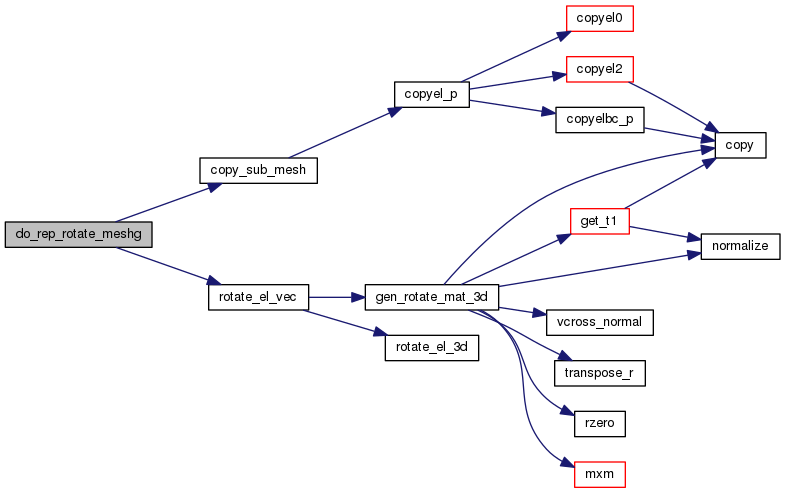 copyel0
copyel2
copyel_p
copyelbc_p
copy
copy_sub_mesh
get_t1
do_rep_rotate_meshg
normalize
rotate_el_vec
gen_rotate_mat_3d
vcross_normal
rotate_el_3d
transpose_r
rzero
mxm